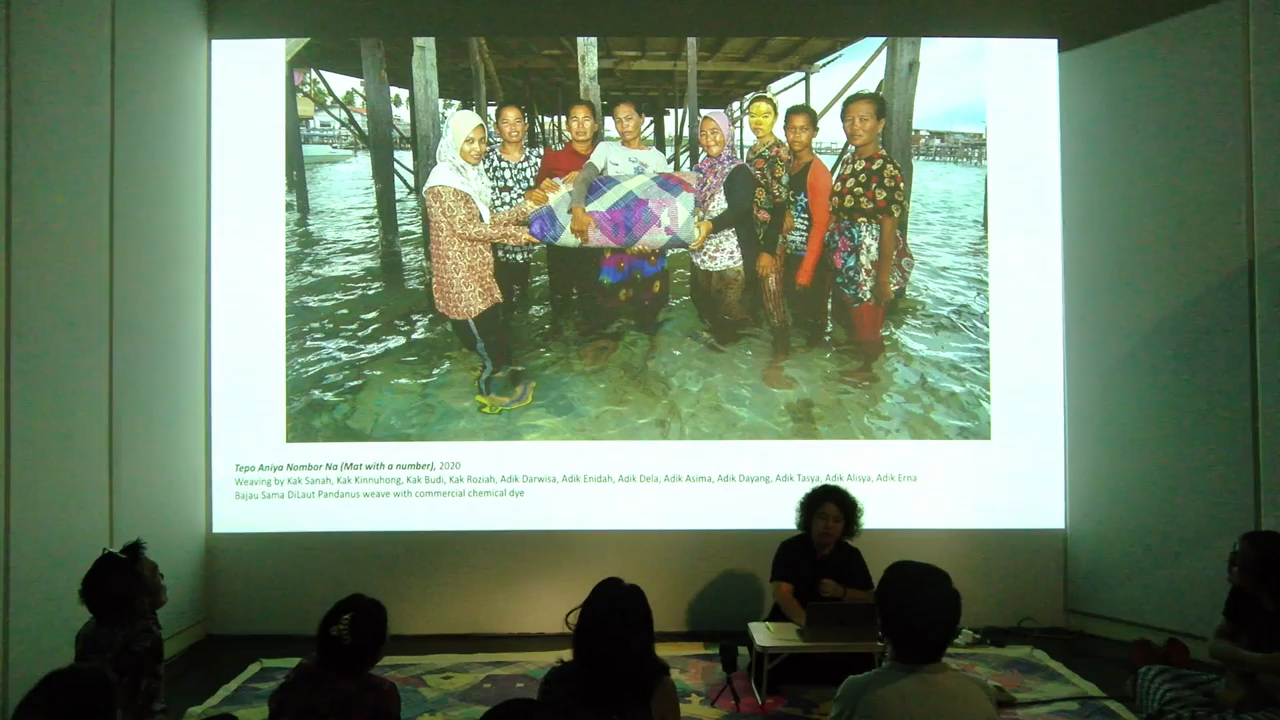 Tepo Aniya Nombor Na (Mat with a number), 2020
Weaving by Kak Sanah, Kak Kinnuhong, Kak Budi, Kak Roziah, Adik Darwisa, Adik Enidah, Adik Dela, Adik Asima, Adik Dayang, Adik Tasya, Adik Alisya, Adik Erna
Bajau Sama DiLaut Pandanus weave with commercial chemical dye